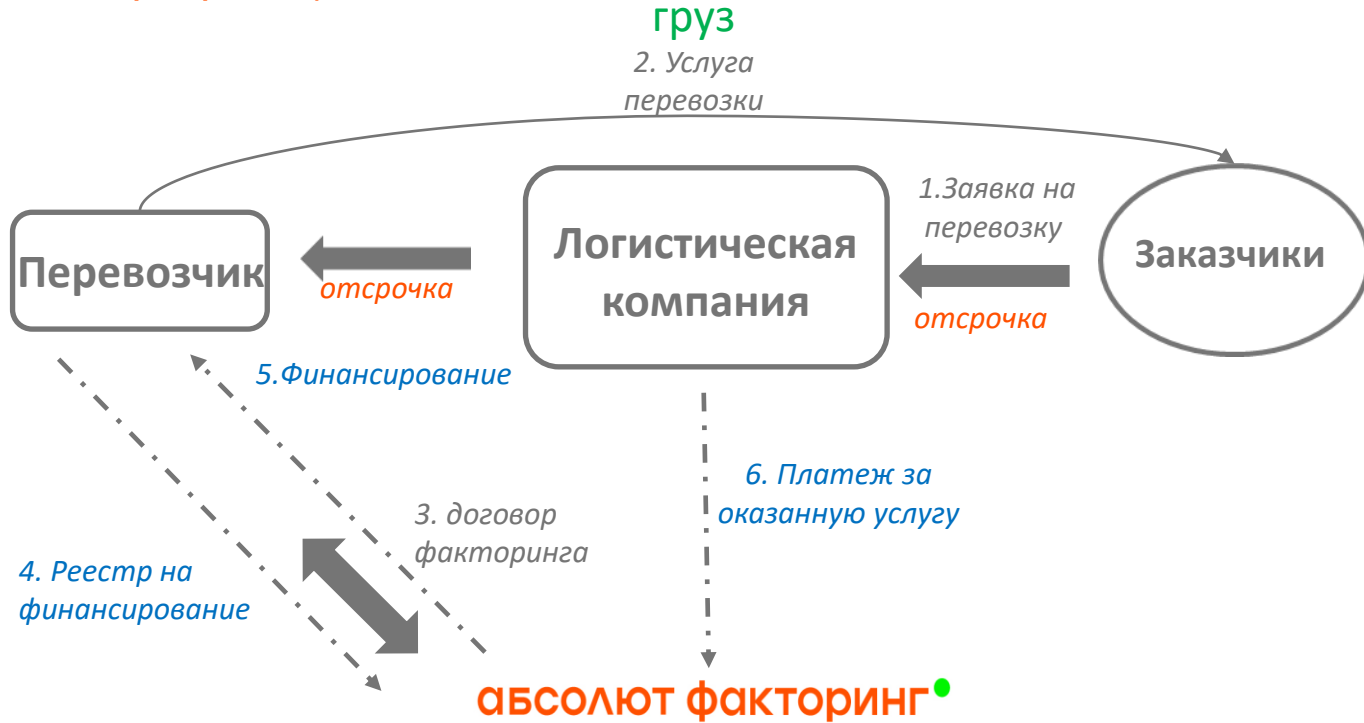 груз
2. Услуга
перевозки
1.Заявка на
перевозку
Перевозчик
отсрочка
Логистическая
компания
отсрочка
Заказчики
5.Финансирование
6. Платеж за
оказанную услугу
3. договор
факторинга
4. Реестр на
финансирование
абсолют факторинг